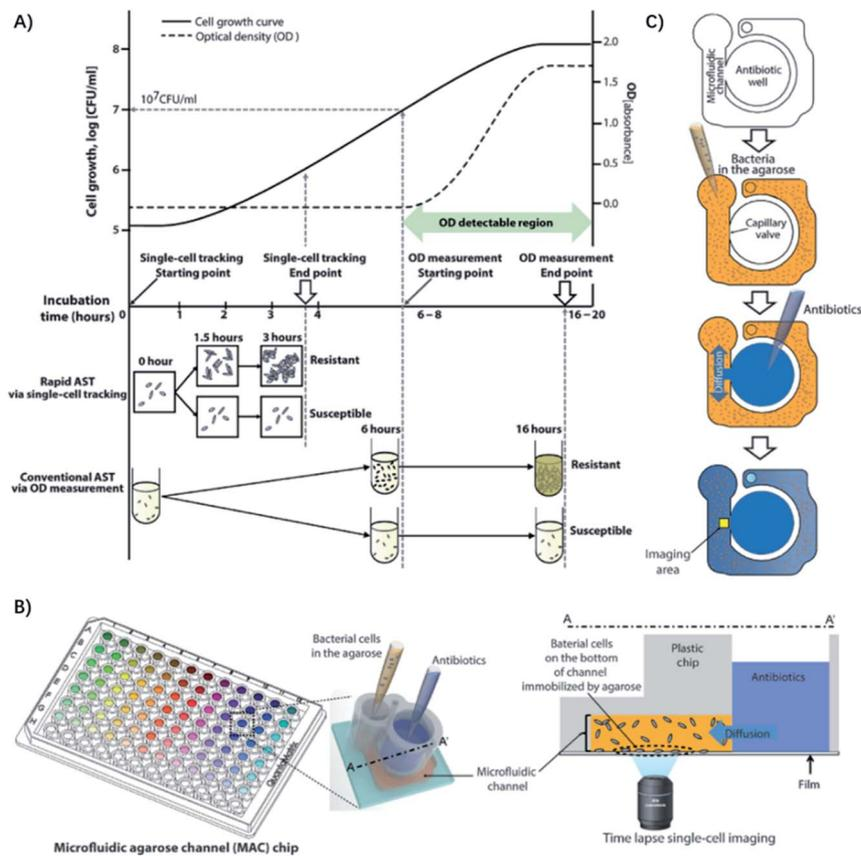 A)
Cell growth curve
Optical density (OD )
Cell growth, log [CFU/ml]
8
7
6
5
10⁷CFU/ml
2.0
1.5
1.0
0.5
0.0
OD[absorbance]
OD detectable region
Single-cell tracking
Starting point
Single-cell tracking
End point
OD measurement
Starting point
OD measurement
End point
Incubation
time (hours)
0
1
2
3
4
6–8
16–20
0 hour
1.5 hours
3 hours
Resistant
Rapid AST
via single-cell tracking
Susceptible
6 hours
16 hours
Resistant
Conventional AST
via OD measurement
Susceptible
C)
Microfluidic
channel
Antibiotic
well
Bacteria
in the agarose
Capillary
valve
Antibiotics
Diffusion
Imaging
area
B)
A
B
C
D
E
F
G
H
Microfluidic agarose channel (MAC) chip
Bacterial cells
in the agarose
Antibiotics
A
A'
Microfluidic
channel
A
A'
Baterial cells
on the bottom
of channel
immobilized by agarose
Plastic
chip
Antibiotics
Diffusion
Film
Time lapse single-cell imaging